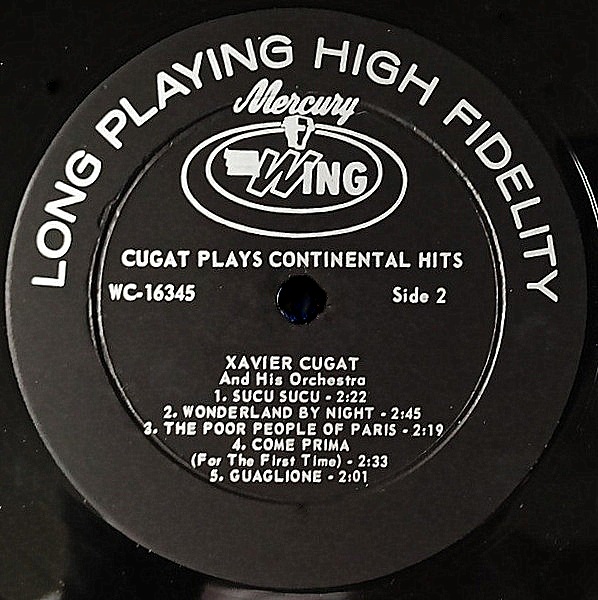 LONG PLAYING HIGH FIDELITY
Mercury
WING
CUGAT PLAYS CONTINENTAL HITS
WC-16345 Side 2
XAVIER CUGAT
And His Orchestra
1. SUCU SUCU - 2:22
2. WONDERLAND BY NIGHT - 2:45
3. THE POOR PEOPLE OF PARIS - 2:19
4. COME PRIMA
(For The First Time) - 2:33
5. GUAGLIONE - 2:01